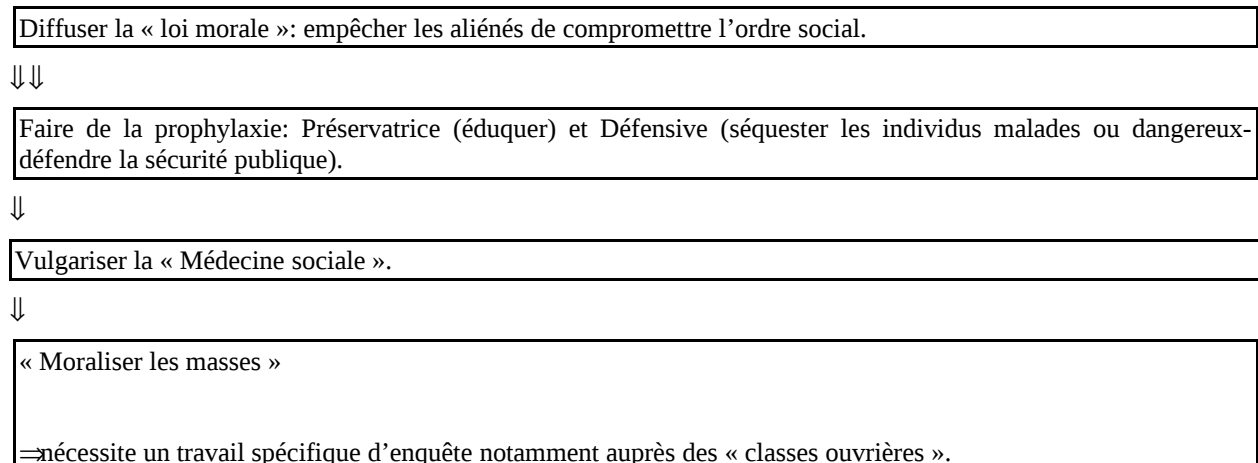 Diffuser la « loi morale »: empêcher les aliénés de compromettre l’ordre social.
⇓⇓
Faire de la prophylaxie: Préservatrice (éduquer) et Défensive (séquester les individus malades ou dangereux-
défendre la sécurité publique).
⇓
Vulgariser la « Médecine sociale ».
⇓
« Moraliser les masses »
⇒nécessite un travail spécifique d’enquête notamment auprès des « classes ouvrières ».